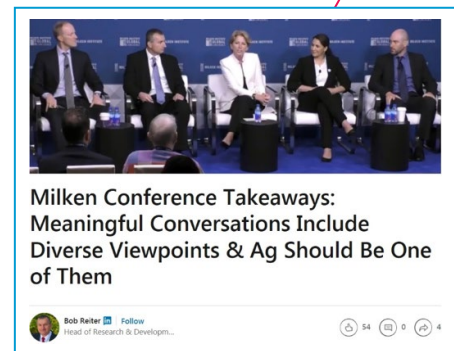 Milken Conference Takeaways:
Meaningful Conversations Include
Diverse Viewpoints & Ag Should Be One
of Them
Bob Reiter in Follow
Head of Research & Developm...
54 0 4